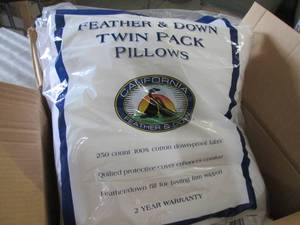 FEATHER & DOWN
TWIN PACK
PILLOWS
CALIFORNIA
FEATHER &
250 count 100% cotton downproof fabric
Quilted protective cover enhances comfort
Feather/down fill for lasting firm support
2 YEAR WARRANTY